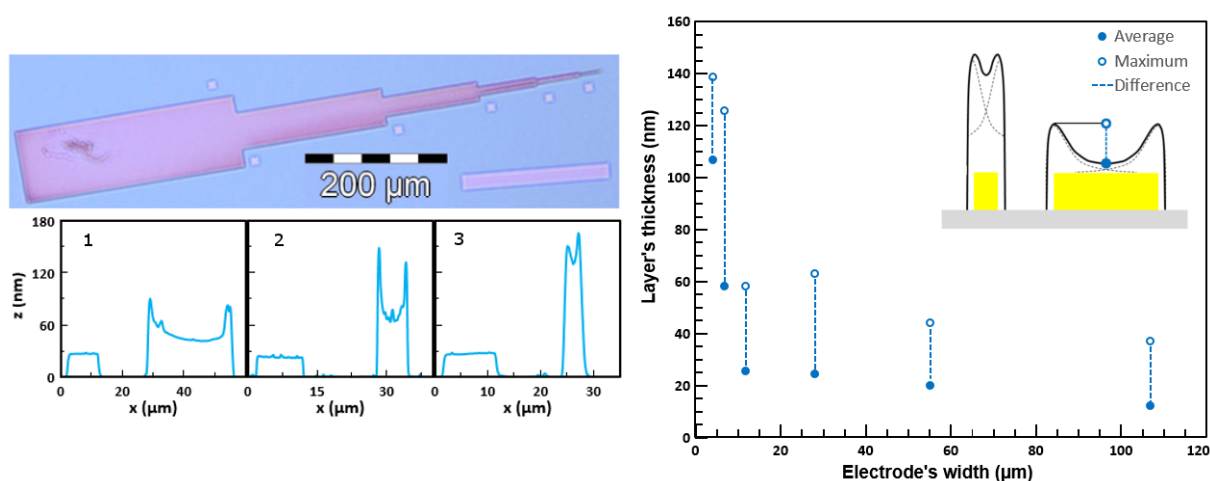 200 μm
180
120
60
0
z (nm)
1
2
3
0 20 40
0 15 30
0 10 20 30
x (μm)
x (μm)
x (μm)
160
140
120
100
80
60
40
20
0
Layer's thickness (nm)
Average
Maximum
Difference
0 20 40 60 80 100 120
Electrode's width (μm)